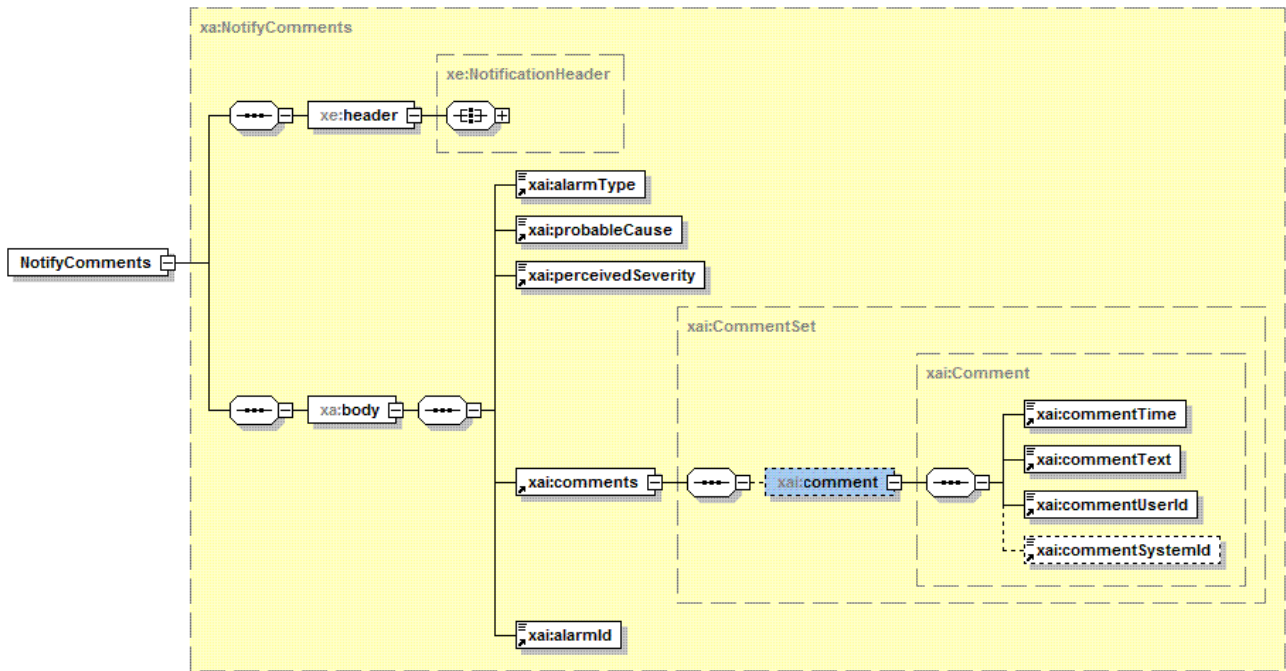 xa:NotifyComments
xe:NotificationHeader
xe:header
xai:alarmType
xai:probableCause
NotifyComments
xai:perceivedSeverity
xai:CommentSet
xai:Comment
xa:body
xai:commentTime
xai:commentText
xai:comments
xai:comment
xai:commentUserId
xai:commentSystemId
xai:alarmId